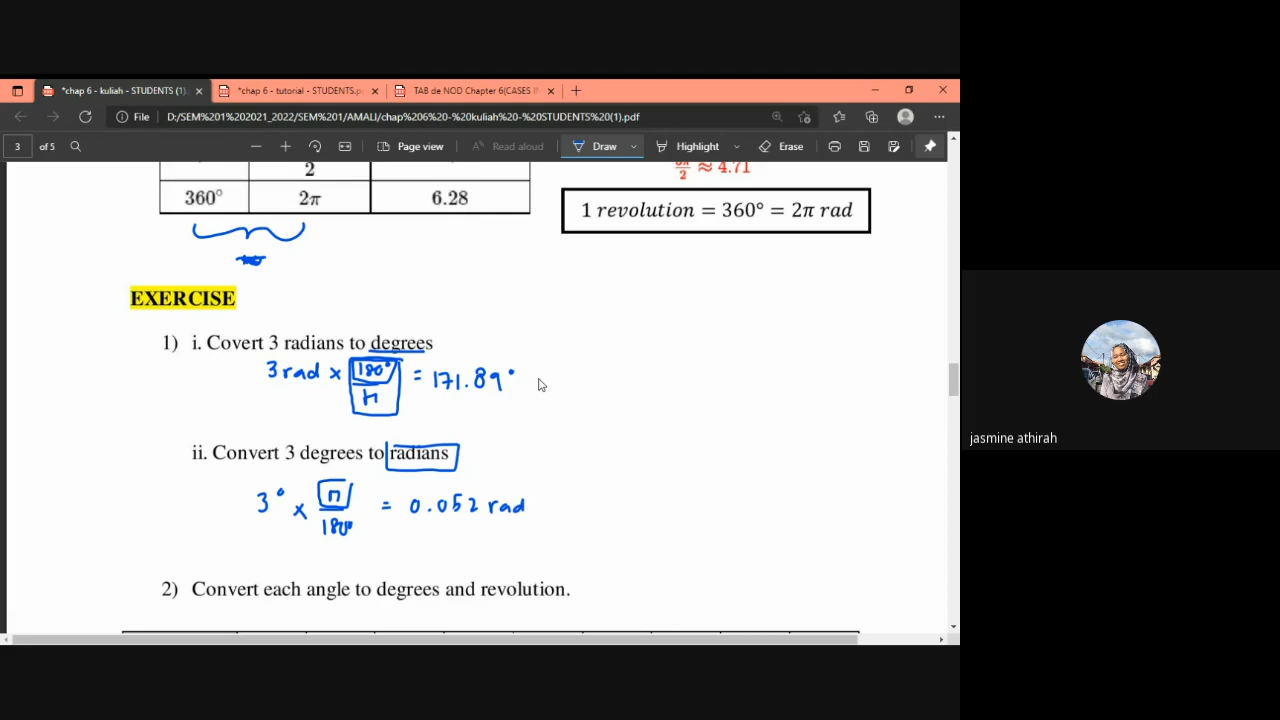 *chap 6 - kuliah - STUDENTS (1).
*chap 6 - tutorial - STUDENTS.p
TAB de NOD Chapter 6(CASES I
File
D:/SEM%201%202021_2022/SEM%201/AMALI/chap%206%20-%20kuliah%20-%20STUDENTS%20(1).pdf
3 of 5
Page view
Read aloud
Draw
Highlight
Erase
2
≈ 4.71
360° 2π 6.28
1 revolution = 360° = 2π rad
EXERCISE
1) i. Covert 3 radians to degrees
3 rad × 180° / π = 171.89°
ii. Convert 3 degrees to radians
3° × π / 180° = 0.052 rad
2) Convert each angle to degrees and revolution.
jasmine athirah